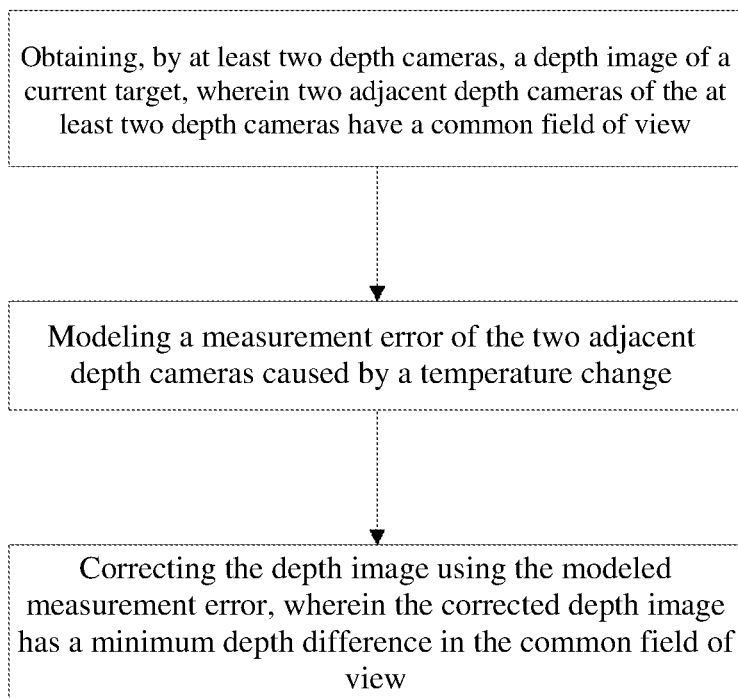 Obtaining, by at least two depth cameras, a depth image of a
current target, wherein two adjacent depth cameras of the at
least two depth cameras have a common field of view
Modeling a measurement error of the two adjacent
depth cameras caused by a temperature change
Correcting the depth image using the modeled
measurement error, wherein the corrected depth image
has a minimum depth difference in the common field of
view